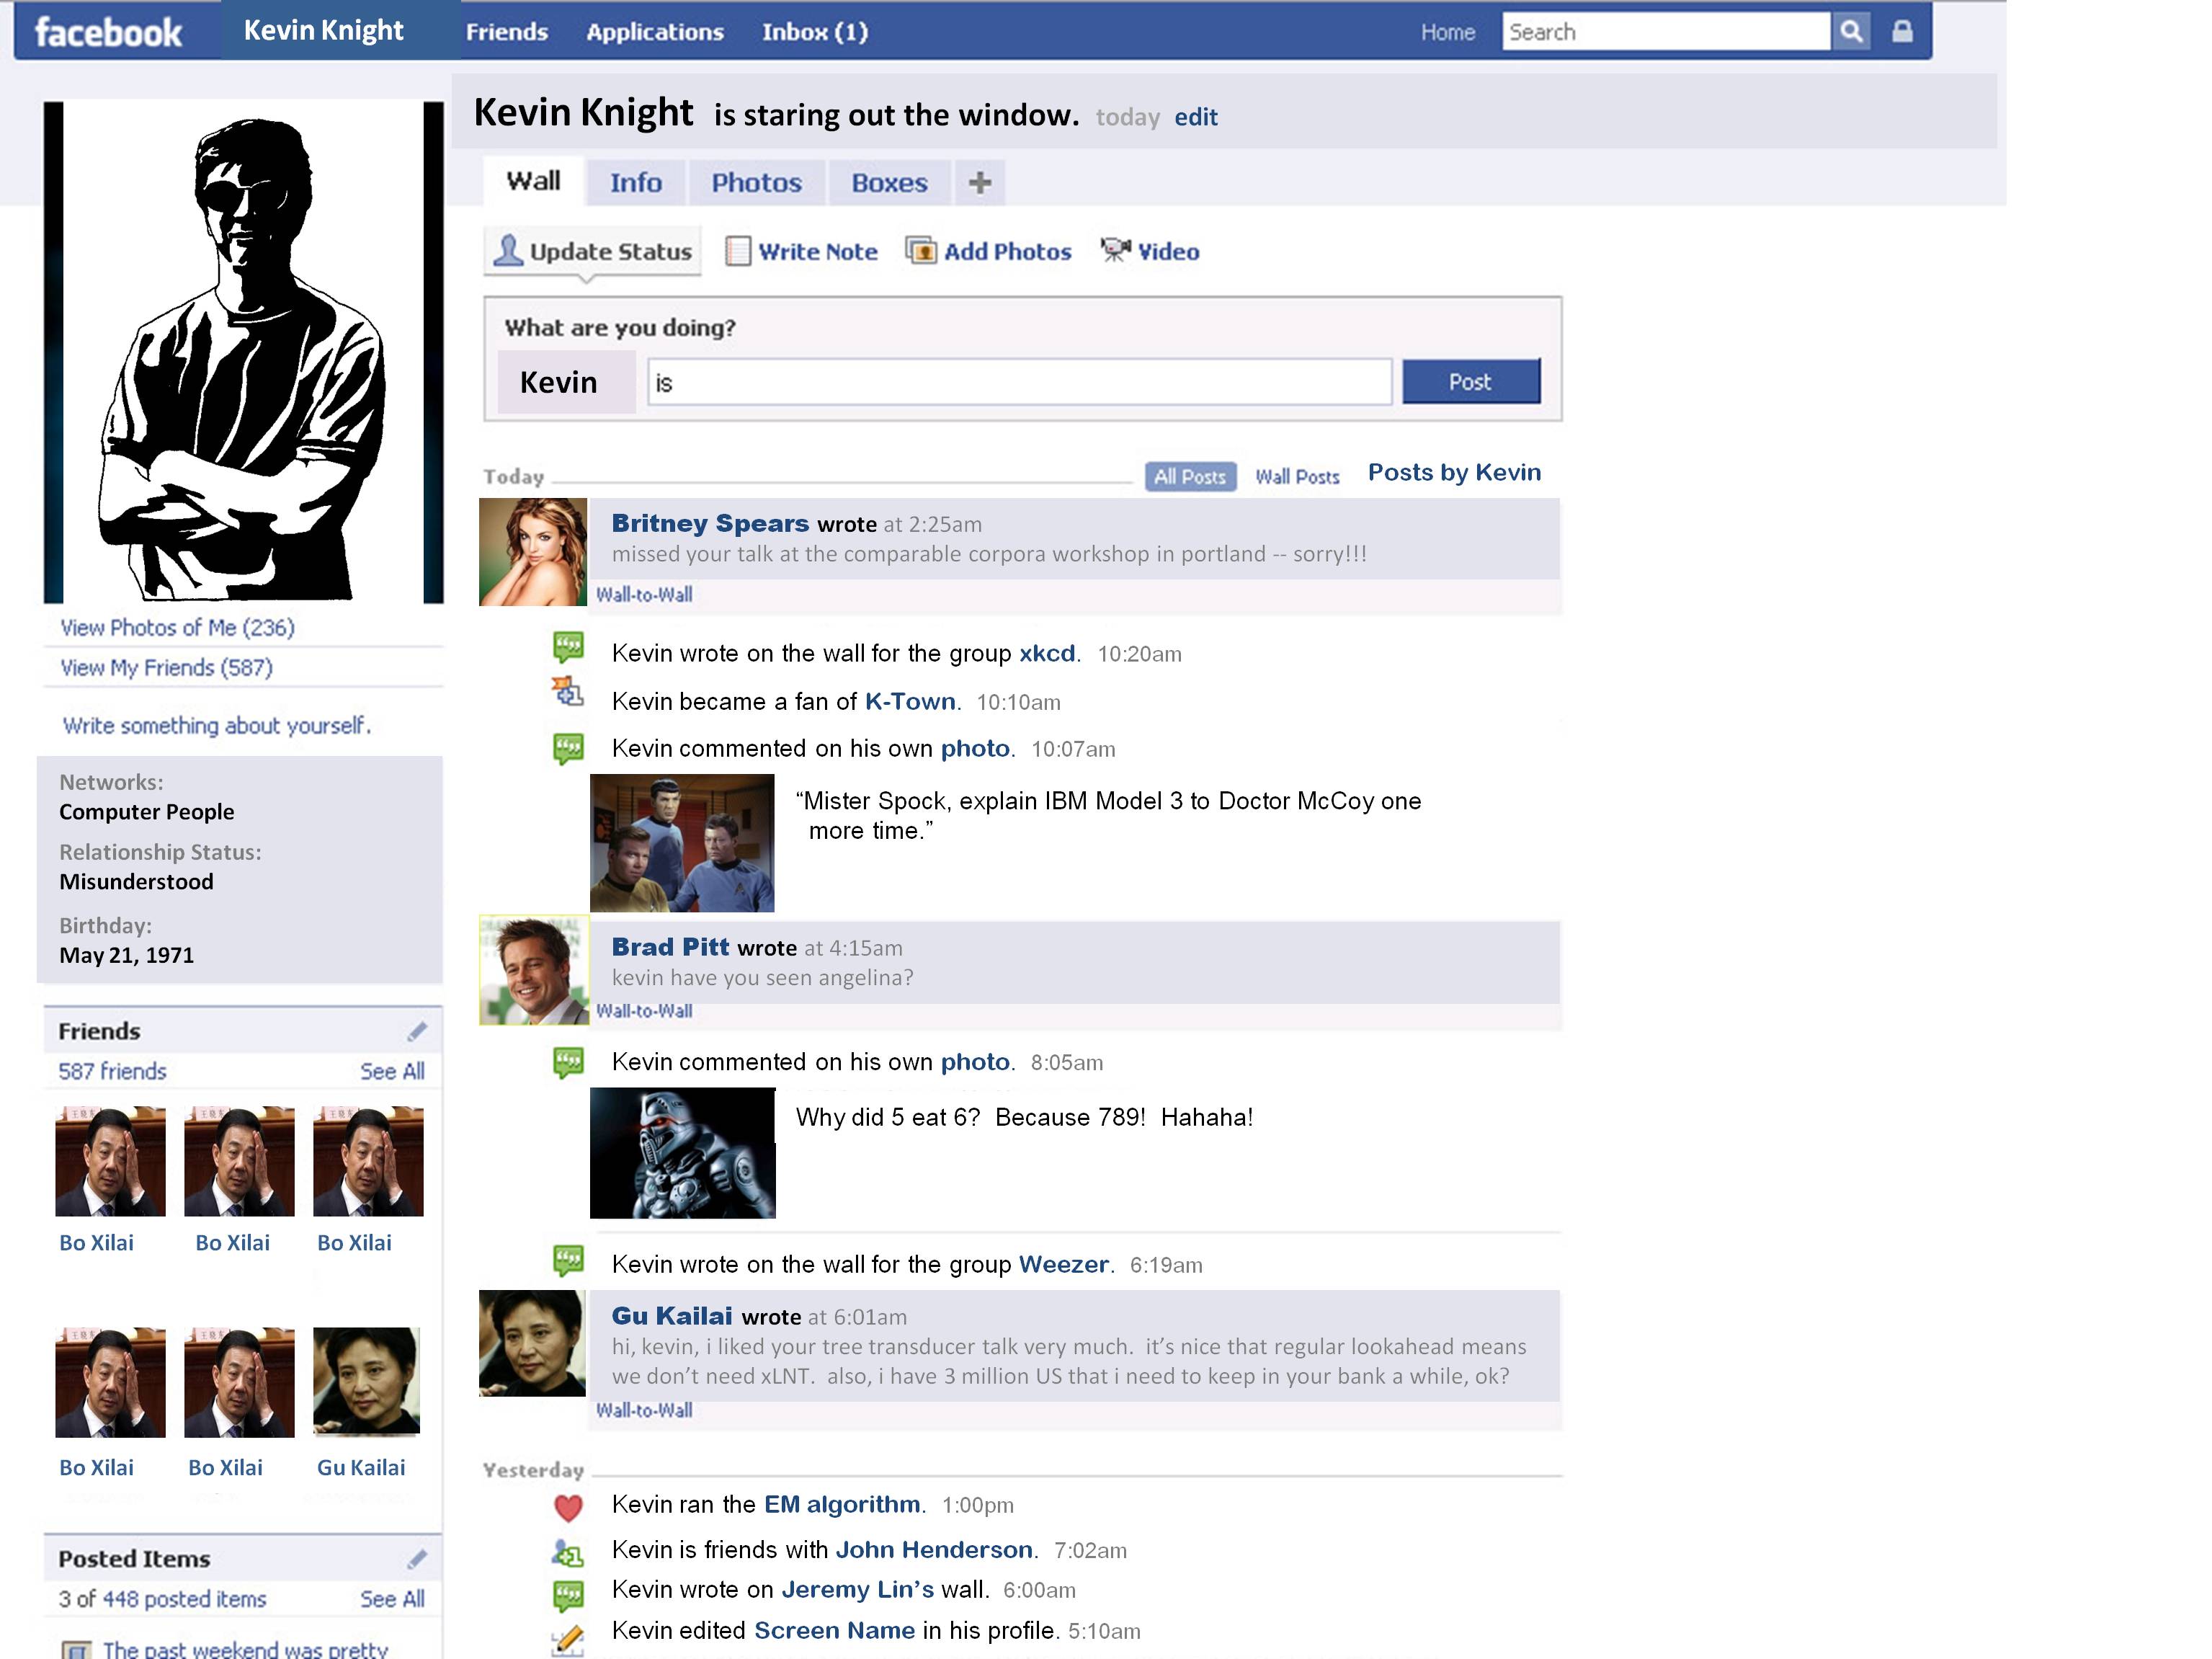 facebook Kevin Knight Friends Applications Inbox (1) Home Search
Kevin Knight is staring out the window. today edit
Wall Info Photos Boxes
Update Status Write Note Add Photos Video
What are you doing?
Kevin is Post
Today All Posts Wall Posts Posts by Kevin
Britney Spears wrote at 2:25am
missed your talk at the comparable corpora workshop in portland -- sorry!!!
Wall-to-Wall
Kevin wrote on the wall for the group xkcd. 10:20am
Kevin became a fan of K-Town. 10:10am
Kevin commented on his own photo. 10:07am
“Mister Spock, explain IBM Model 3 to Doctor McCoy one
more time.”
Brad Pitt wrote at 4:15am
kevin have you seen angelina?
Wall-to-Wall
Kevin commented on his own photo. 8:05am
Why did 5 eat 6? Because 789! Hahaha!
Kevin wrote on the wall for the group Weezer. 6:19am
Gu Kailai wrote at 6:01am
hi, kevin, i liked your tree transducer talk very much. it’s nice that regular lookahead means
we don’t need xLNT. also, i have 3 million US that i need to keep in your bank a while, ok?
Wall-to-Wall
Yesterday
Kevin ran the EM algorithm. 1:00pm
Kevin is friends with John Henderson. 7:02am
Kevin wrote on Jeremy Lin’s wall. 6:00am
Kevin edited Screen Name in his profile. 5:10am
View Photos of Me (236)
View My Friends (587)
Write something about yourself.
Networks:
Computer People
Relationship Status:
Misunderstood
Birthday:
May 21, 1971
Friends
587 friends See All
Bo Xilai Bo Xilai Bo Xilai
Bo Xilai Bo Xilai Gu Kailai
Posted Items
3 of 448 posted items See All
The past weekend was pretty